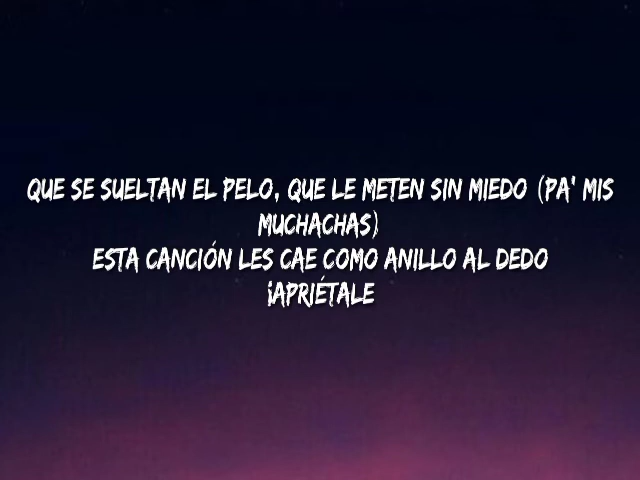 QUE SE SUELTAN EL PELO, QUE LE METEN SIN MIEDO (PA' MIS
MUCHACHAS)
ESTA CANCIÓN LES CAE COMO ANILLO AL DEDO
¡APRIÉTALE